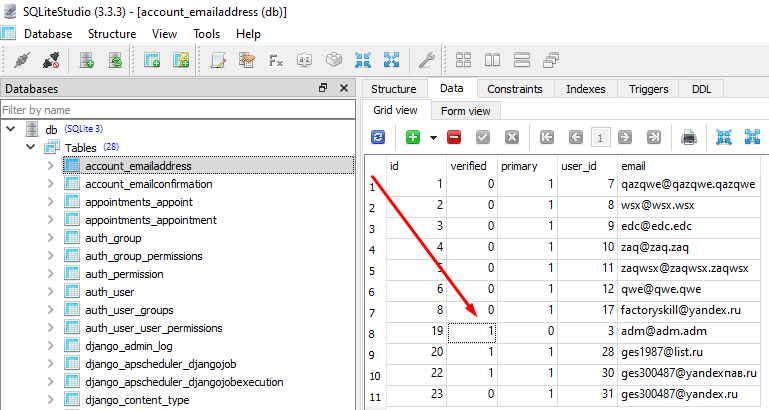 SQLiteStudio (3.3.3) - [account_emailaddress (db)]
Database Structure View Tools Help
Databases
Filter by name
db (SQLite 3)
Tables (28)
account_emailaddress
account_emailconfirmation
appointments_appoint
appointments_appointment
auth_group
auth_group_permissions
auth_permission
auth_user
auth_user_groups
auth_user_user_permissions
django_admin_log
django_apscheduler_djangojob
django_apscheduler_djangojobexecution
django_content_type
Structure Data Constraints Indexes Triggers DDL
Grid view Form view
1
id verified primary user_id email
1 1 0 1 7 qazqwe@qazqwe.qazqwe
2 2 0 1 8 wsx@wsx.wsx
3 3 0 1 9 edc@edc.edc
4 4 0 1 10 zaq@zaq.zaq
5 5 0 1 11 zaqwsx@zaqwsx.zaqwsx
6 6 0 1 12 qwe@qwe.qwe
7 8 0 1 17 factoryskill@yandex.ru
8 19 1 0 3 adm@adm.adm
9 20 1 1 28 ges1987@list.ru
10 22 1 1 30 ges300487@yandexпав.ru
11 23 0 1 31 ges300487@yandex.ru